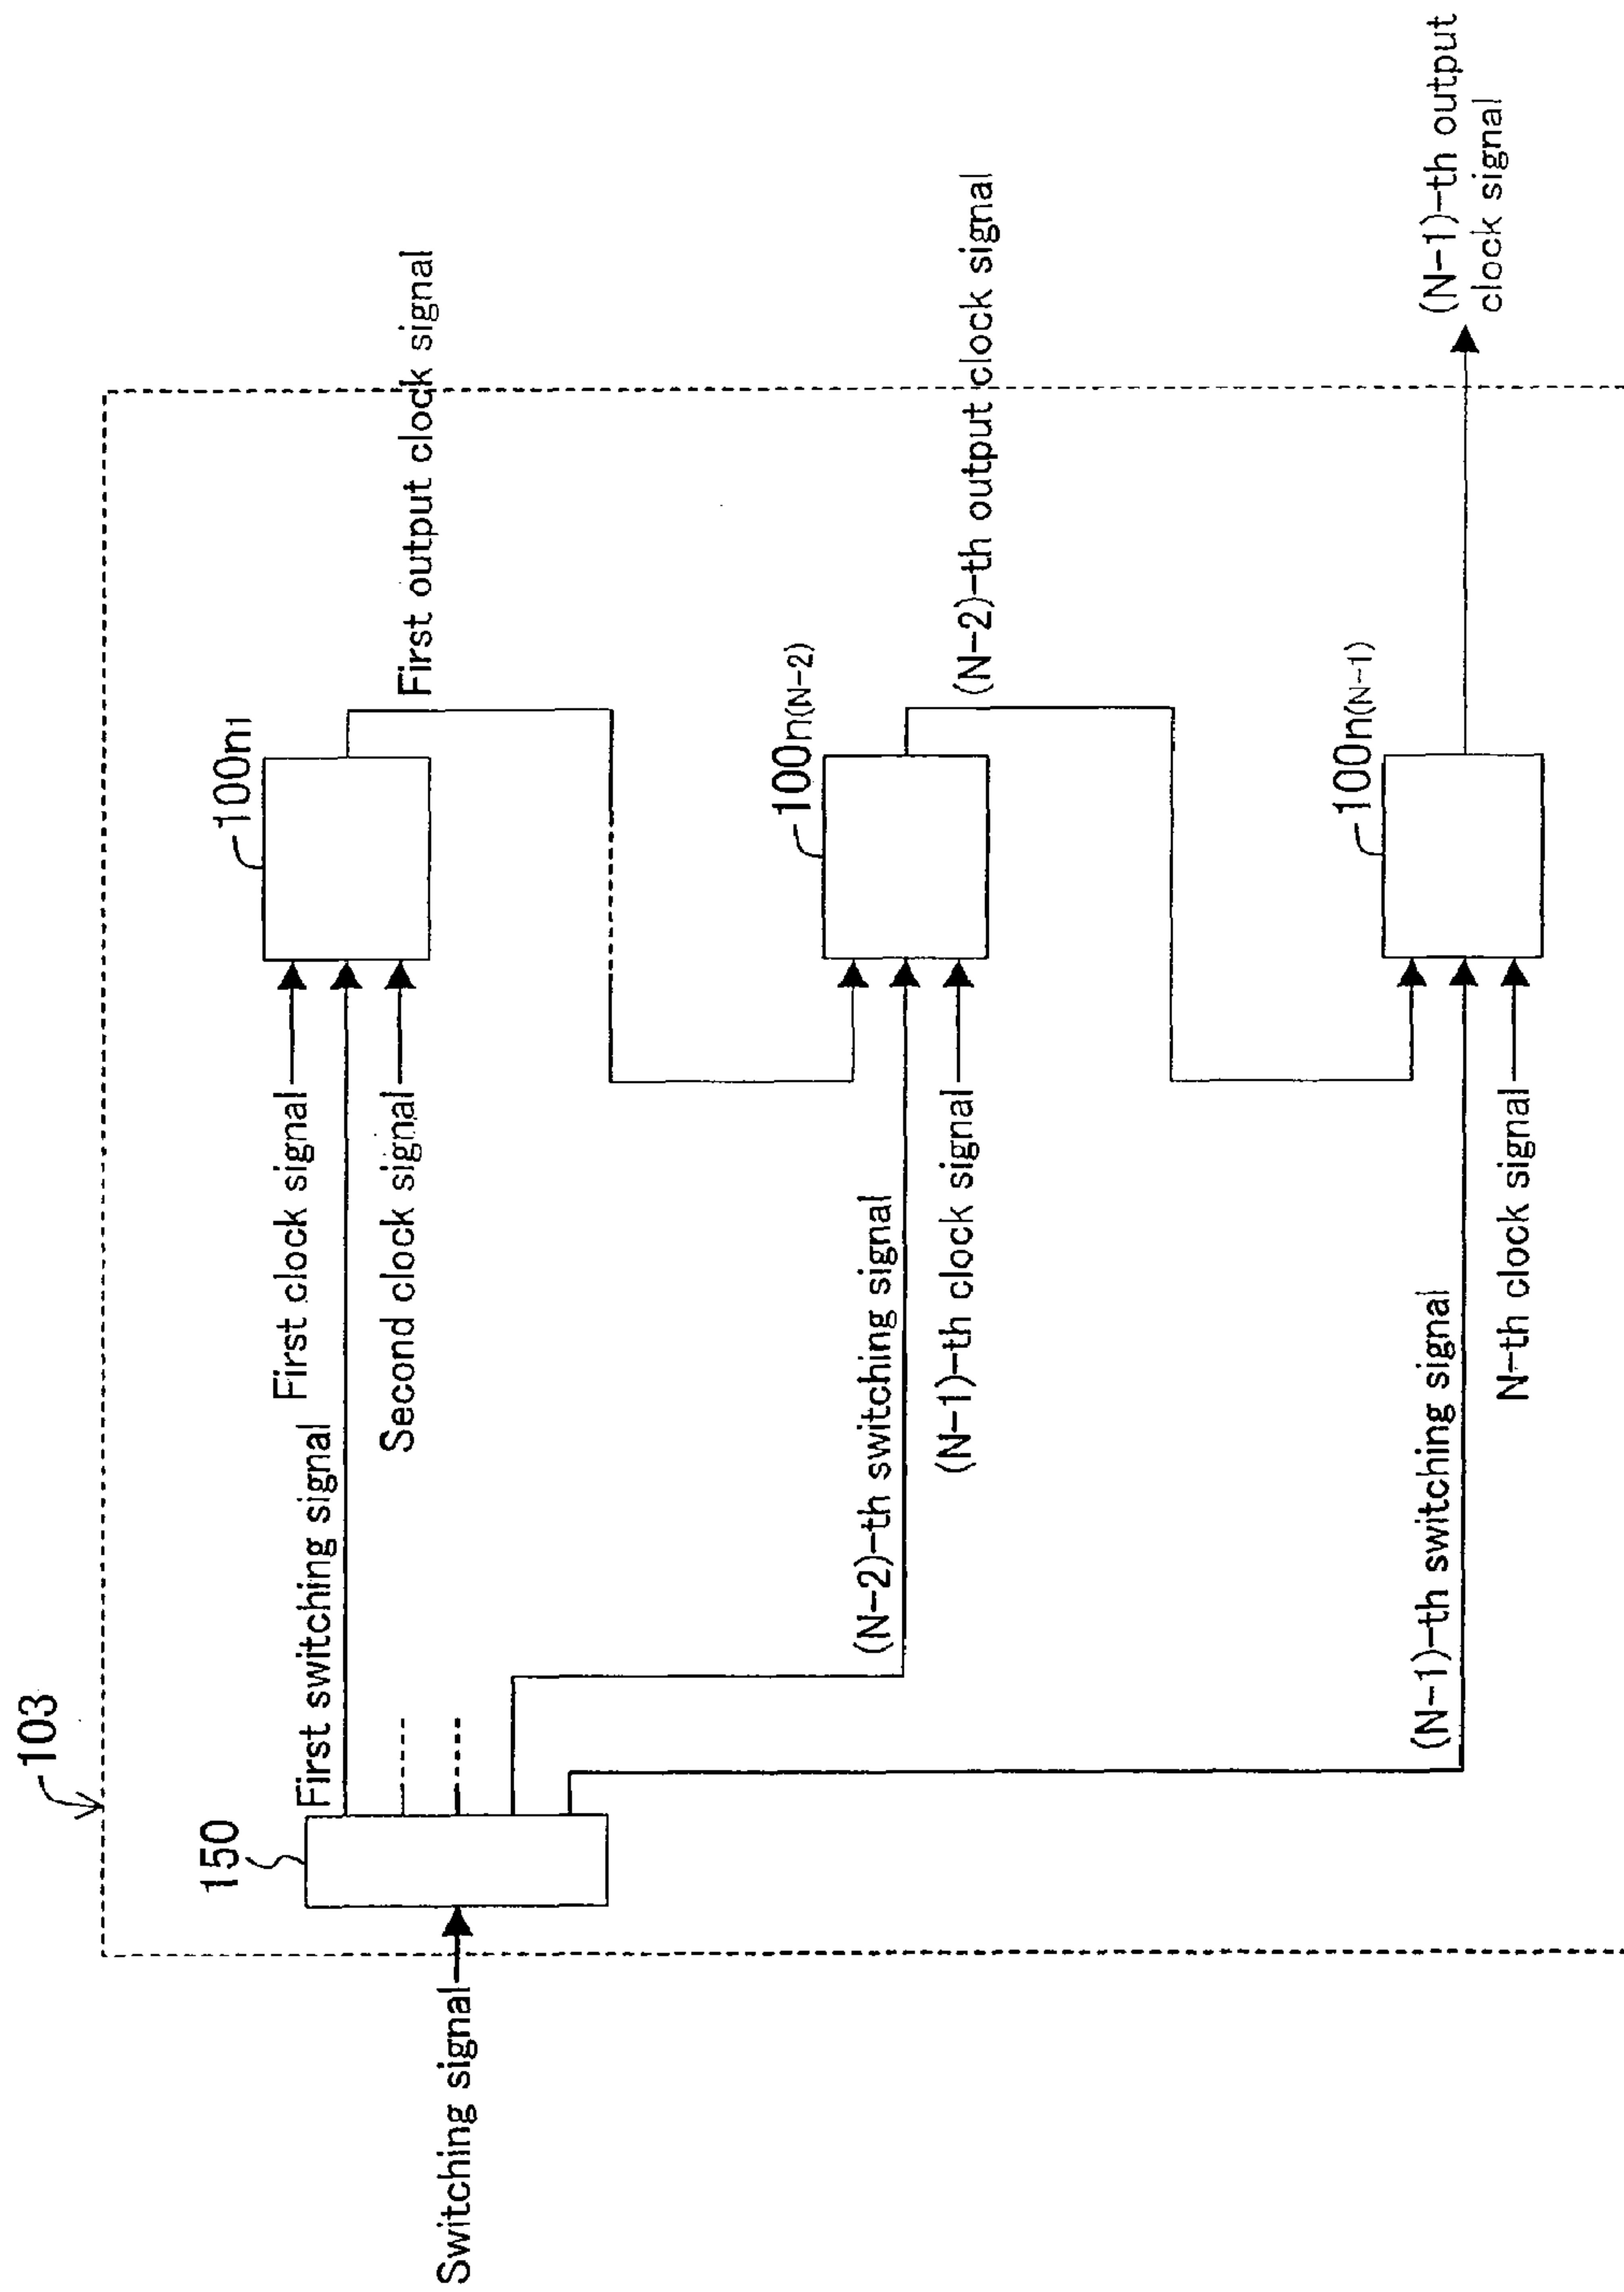 103
150
Switching signal
First switching signal
First clock signal
Second clock signal
100n1
First output clock signal
(N-2)-th switching signal
(N-1)-th clock signal
100n(N-2)
(N-2)-th output clock signal
(N-1)-th switching signal
N-th clock signal
100n(N-1)
(N-1)-th output
clock signal